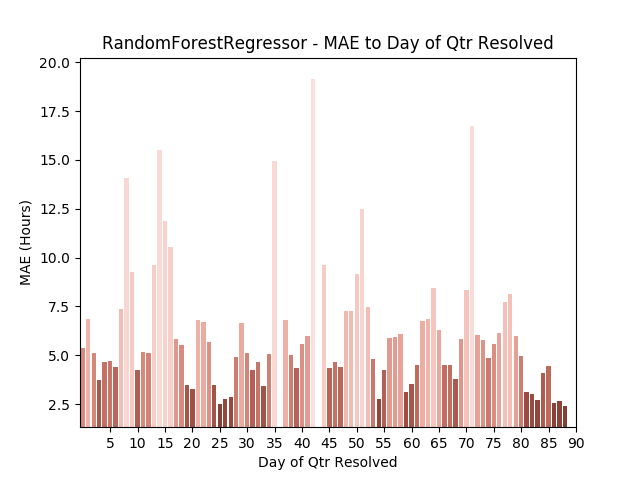 RandomForestRegressor - MAE to Day of Qtr Resolved
20.0
17.5
15.0
12.5
10.0
7.5
5.0
2.5
MAE (Hours)
5 10 15 20 25 30 35 40 45 50 55 60 65 70 75 80 85 90
Day of Qtr Resolved